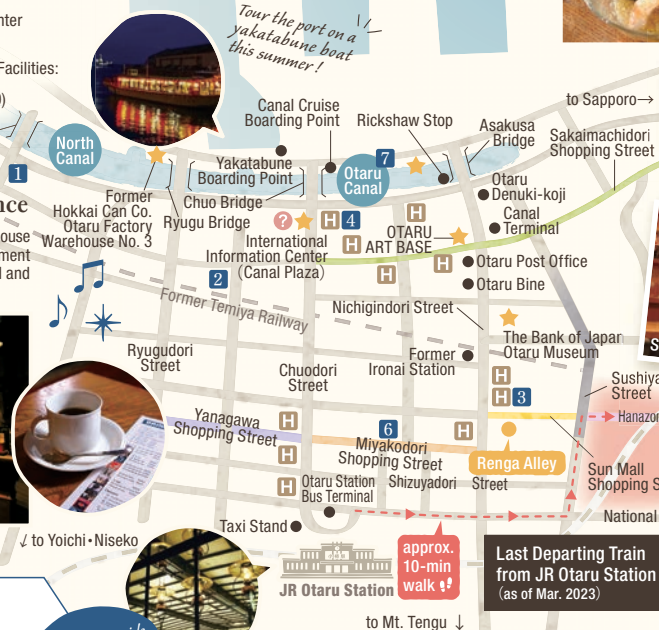 Tour the port on a
yakatabune boat
this summer !
Facilities:
to Sapporo→
Canal Cruise
Boarding Point
Rickshaw Stop
Asakusa
Bridge
Sakaimachidori
Shopping Street
North
Canal
7
Yakatabune
Boarding Point
Otaru
Canal
1
Chuo Bridge
Otaru
Denuki-koji
Former
Hokkai Can Co.
Otaru Factory
Warehouse No. 3
Ryugu Bridge
?
H
4
H
Canal
Terminal
International
Information Center
(Canal Plaza)
H
OTARU
ART BASE
H
H
Otaru Post Office
Otaru Bine
2
Former Temiya Railway
Nichigindori Street
The Bank of Japan
Otaru Museum
Ryugudori
Street
Chuodori
Street
Former
Ironai Station
H
H
3
Sushiya
Street
Hanazon
Yanagawa
Shopping Street
H
6
H
Miyakodori
Shopping Street
H
Renga Alley
Sun Mall
Shopping S
H
Otaru Station
Bus Terminal
Shizuyadori Street
National
Taxi Stand
↓ to Yoichi•Niseko
JR Otaru Station
approx.
10-min
walk
Last Departing Train
from JR Otaru Station
(as of Mar. 2023)
to Mt. Tengu ↓